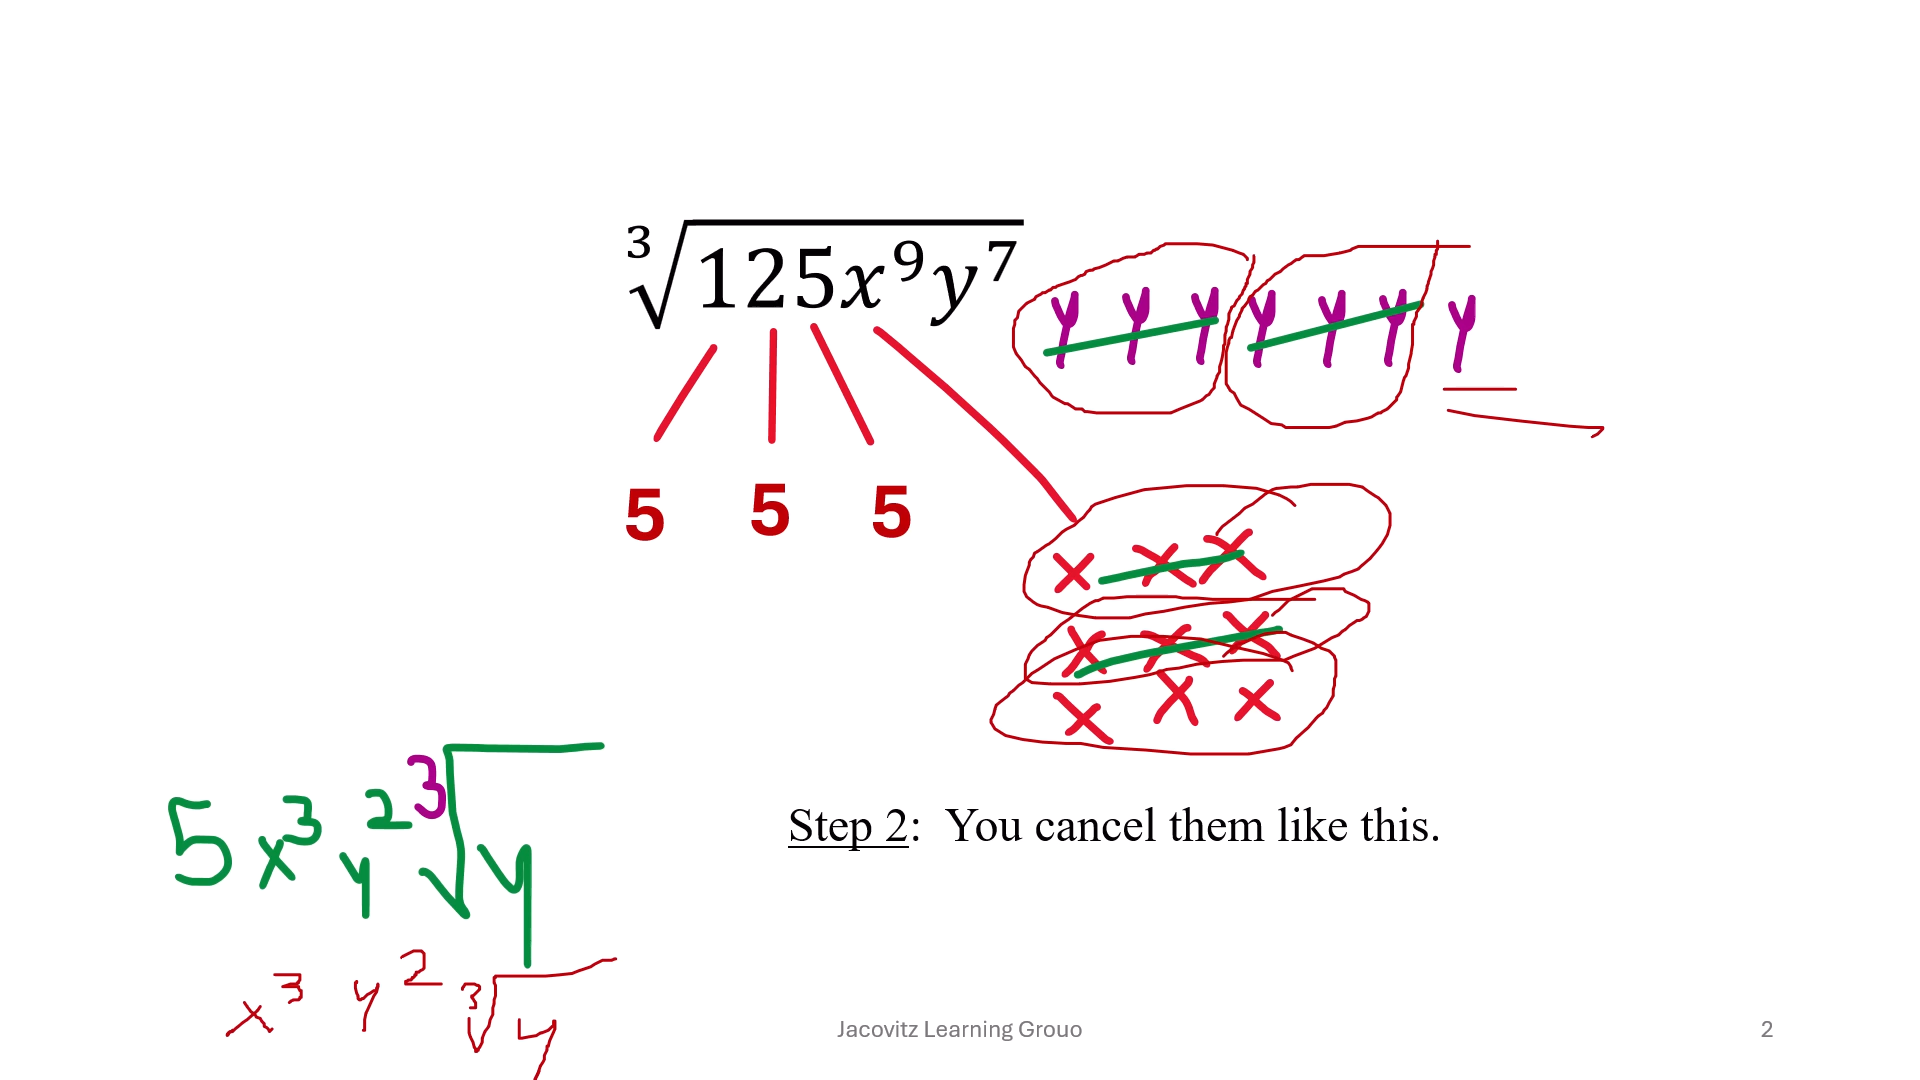 ∛125x⁹y⁷
y y y y y y y
5 5 5
x x x
x x x
x x x
5x³y² ∛y
Step 2: You cancel them like this.
x³ y² ∛y
Jacovitz Learning Grouo 2